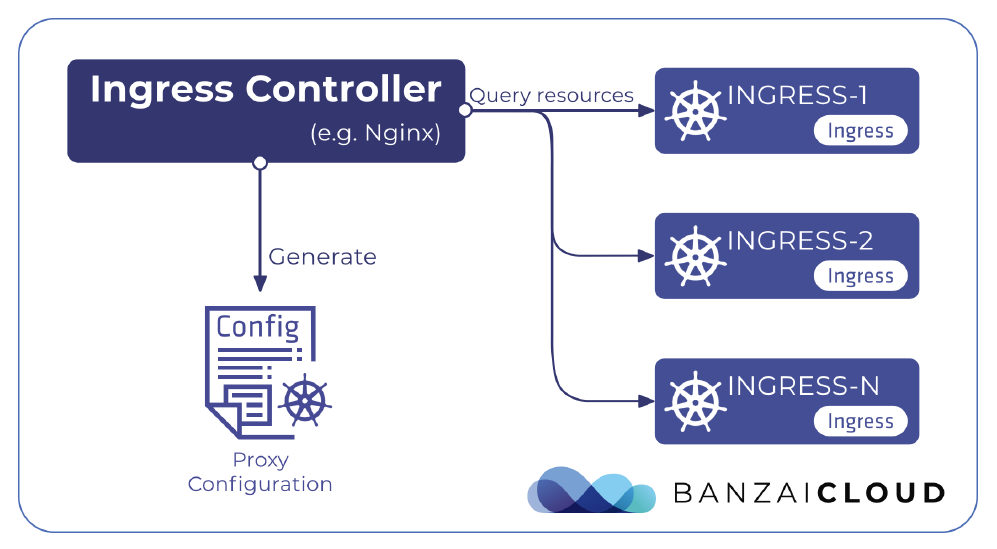 Ingress Controller
(e.g. Nginx)
Query resources
INGRESS-1
Ingress
INGRESS-2
Ingress
INGRESS-N
Ingress
Generate
Config
Proxy
Configuration
BANZAICLOUD